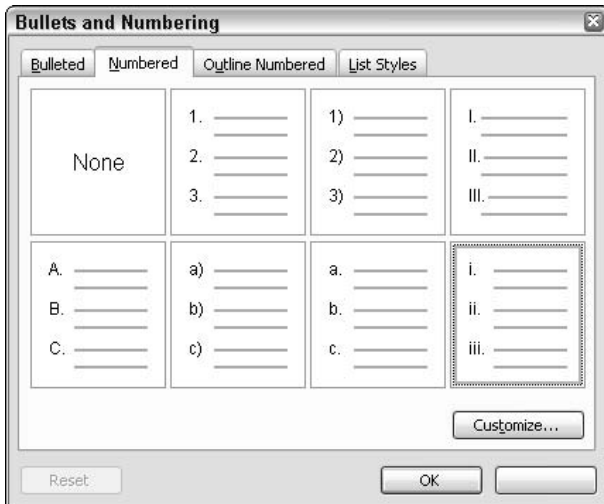 Bullets and Numbering
Bulleted Numbered Outline Numbered List Styles
None
1.
2.
3.
1)
2)
3)
I.
II.
III.
A.
B.
C.
a)
b)
c)
a.
b.
c.
i.
ii.
iii.
Customize...
Reset OK